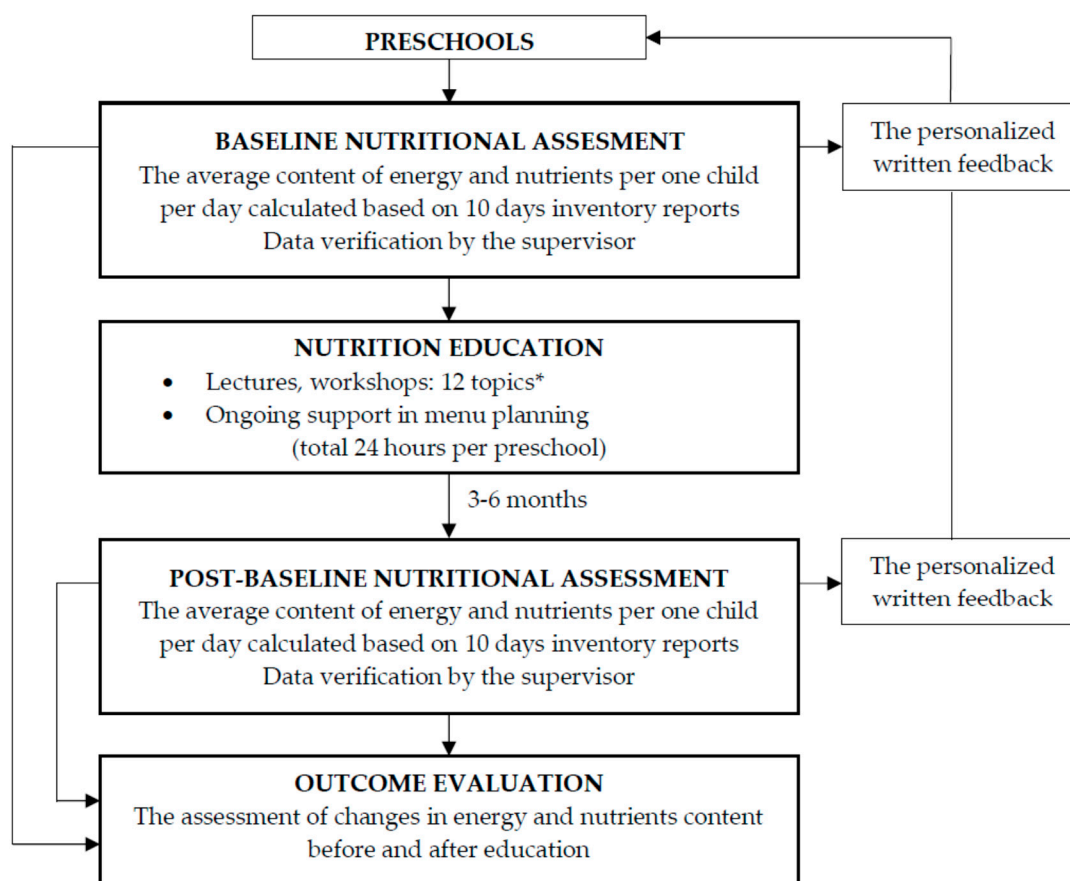 PRESCHOOLS
BASELINE NUTRITIONAL ASSESMENT
The average content of energy and nutrients per one child
per day calculated based on 10 days inventory reports
Data verification by the supervisor
The personalized
written feedback
NUTRITION EDUCATION
• Lectures, workshops: 12 topics*
• Ongoing support in menu planning
(total 24 hours per preschool)
3-6 months
POST-BASELINE NUTRITIONAL ASSESSMENT
The average content of energy and nutrients per one child
per day calculated based on 10 days inventory reports
Data verification by the supervisor
The personalized
written feedback
OUTCOME EVALUATION
The assessment of changes in energy and nutrients content
before and after education